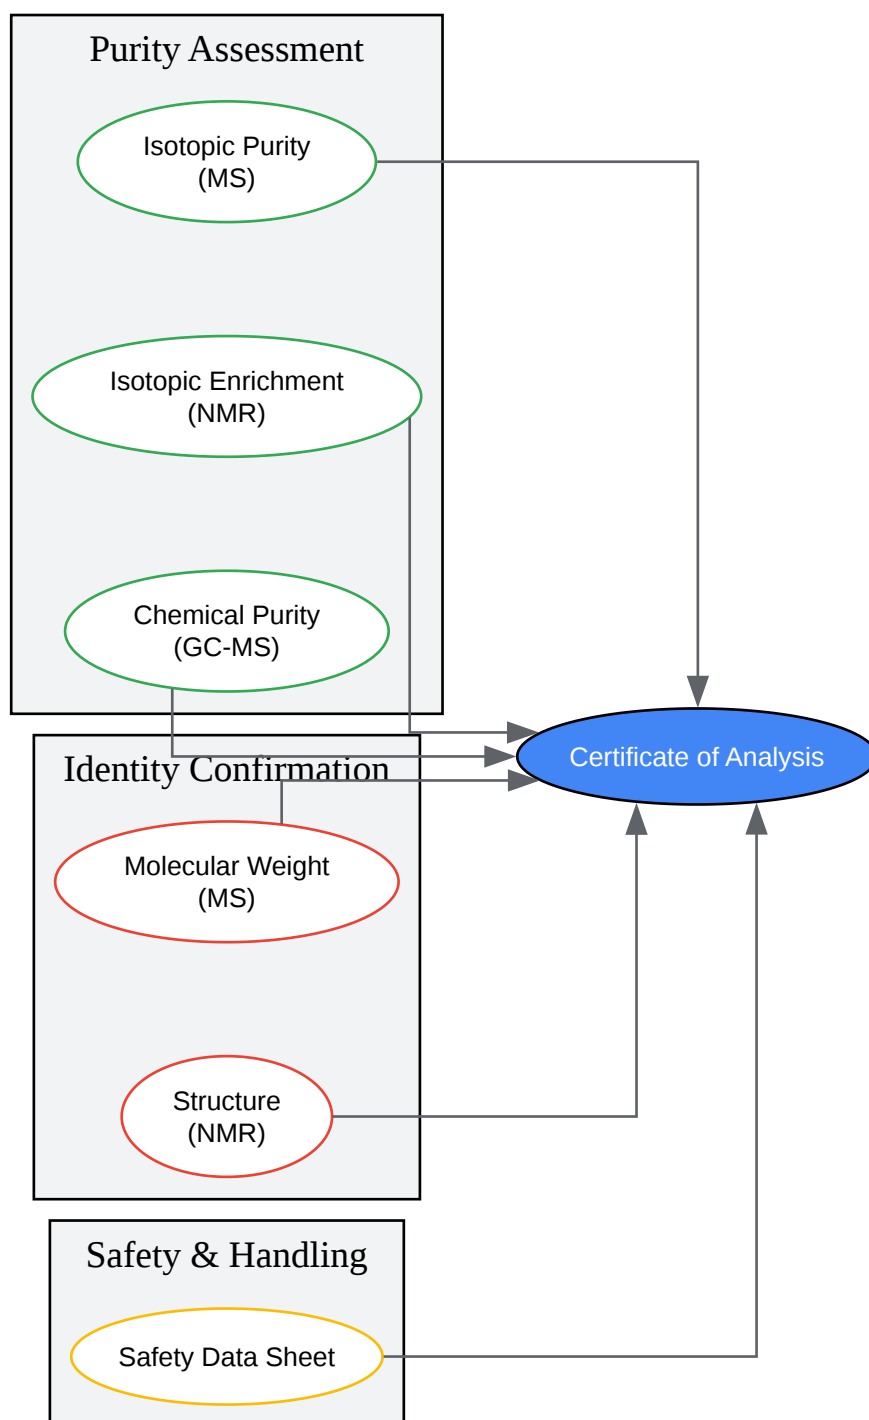 Purity Assessment
Isotopic Purity
(MS)
Isotopic Enrichment
(NMR)
Chemical Purity
(GC-MS)
Certificate of Analysis
Identity Confirmation
Molecular Weight
(MS)
Structure
(NMR)
Safety & Handling
Safety Data Sheet